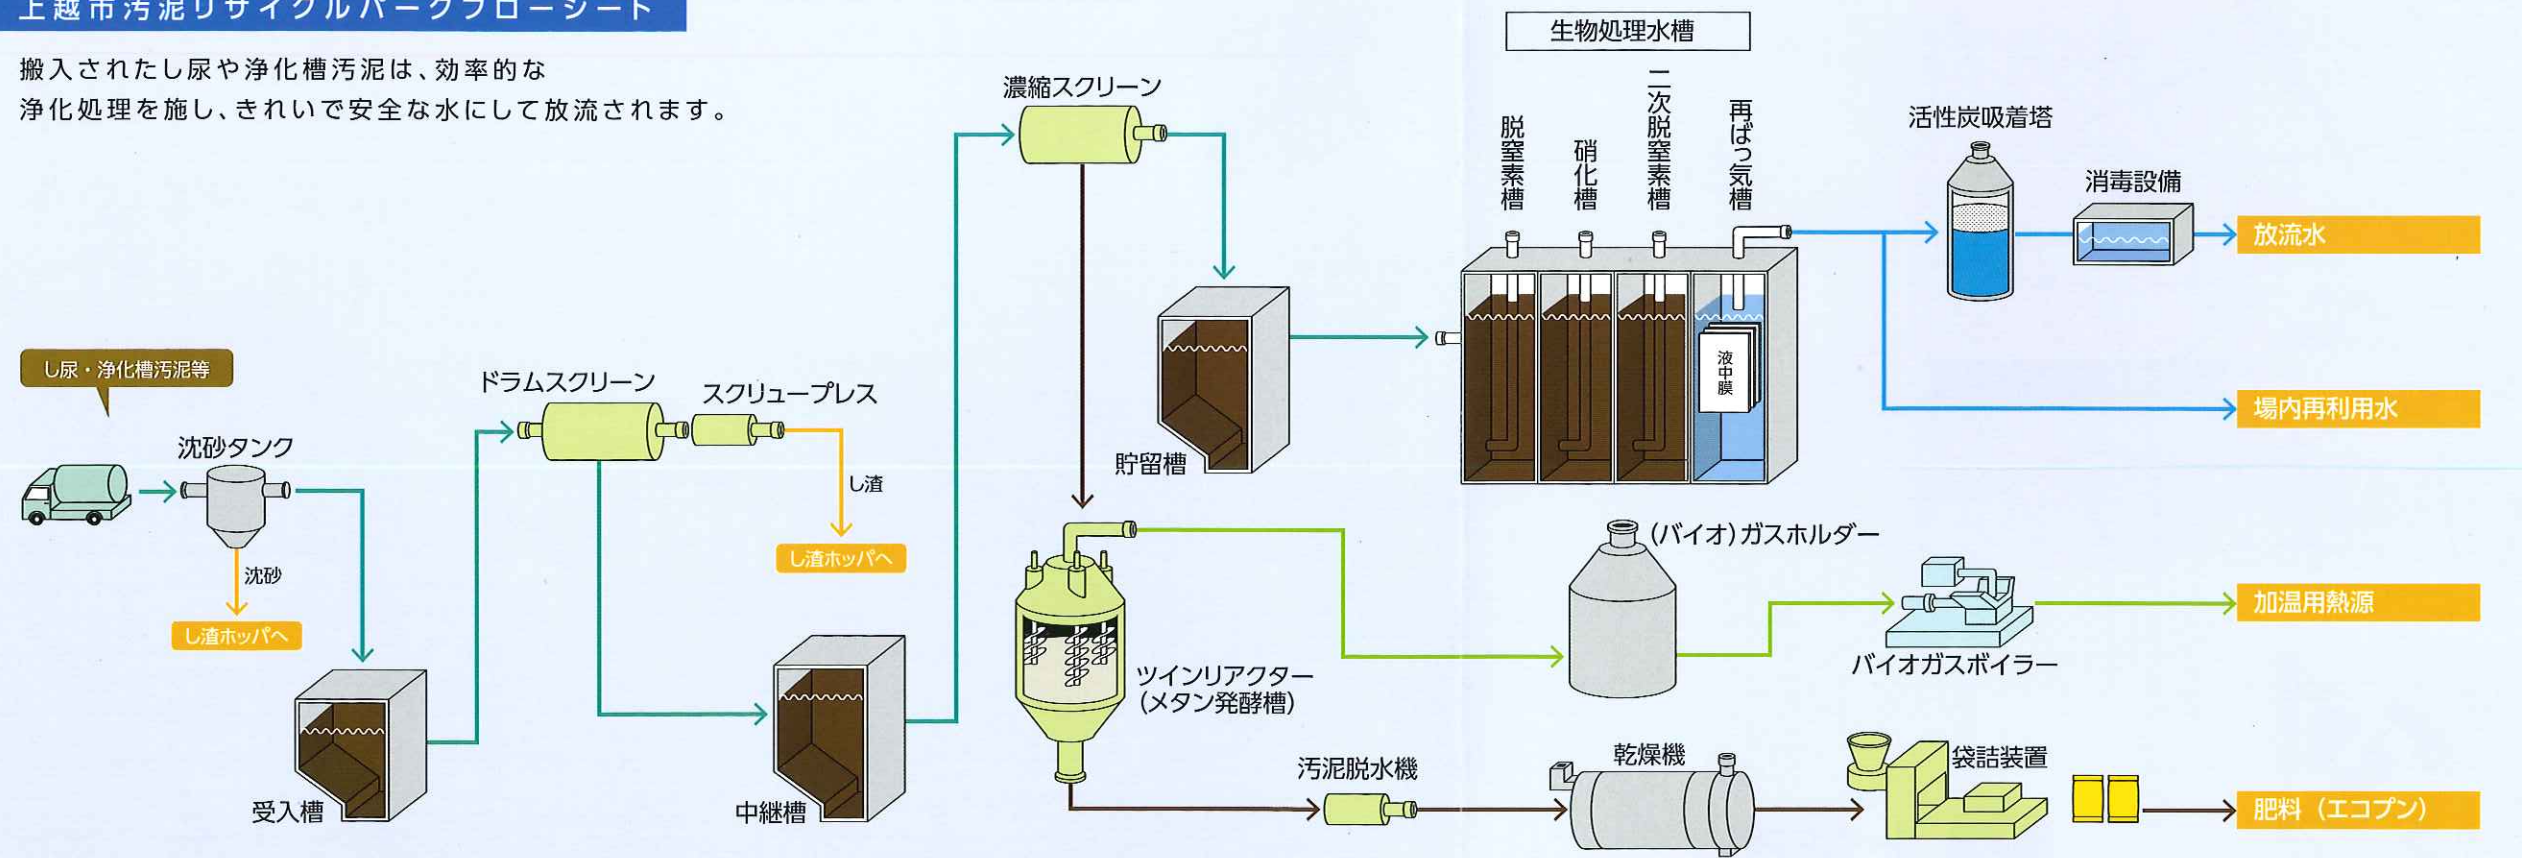 上越市汚泥リサイクルパークフローシート
搬入されたし尿や浄化槽汚泥は、効率的な
浄化処理を施し、きれいで安全な水にして放流されます。
し尿・浄化槽汚泥等
沈砂タンク
沈砂
し渣ホッパへ
受入槽
ドラムスクリーン
スクリュープレス
し渣
し渣ホッパへ
中継槽
濃縮スクリーン
貯留槽
生物処理水槽
脱窒素槽
硝化槽
二次脱窒素槽
再ばっ気槽
液中膜
活性炭吸着塔
消毒設備
放流水
場内再利用水
ツインリアクター
(メタン発酵槽)
(バイオ)ガスホルダー
バイオガスボイラー
加温用熱源
汚泥脱水機
乾燥機
袋詰装置
肥料（エコプン）